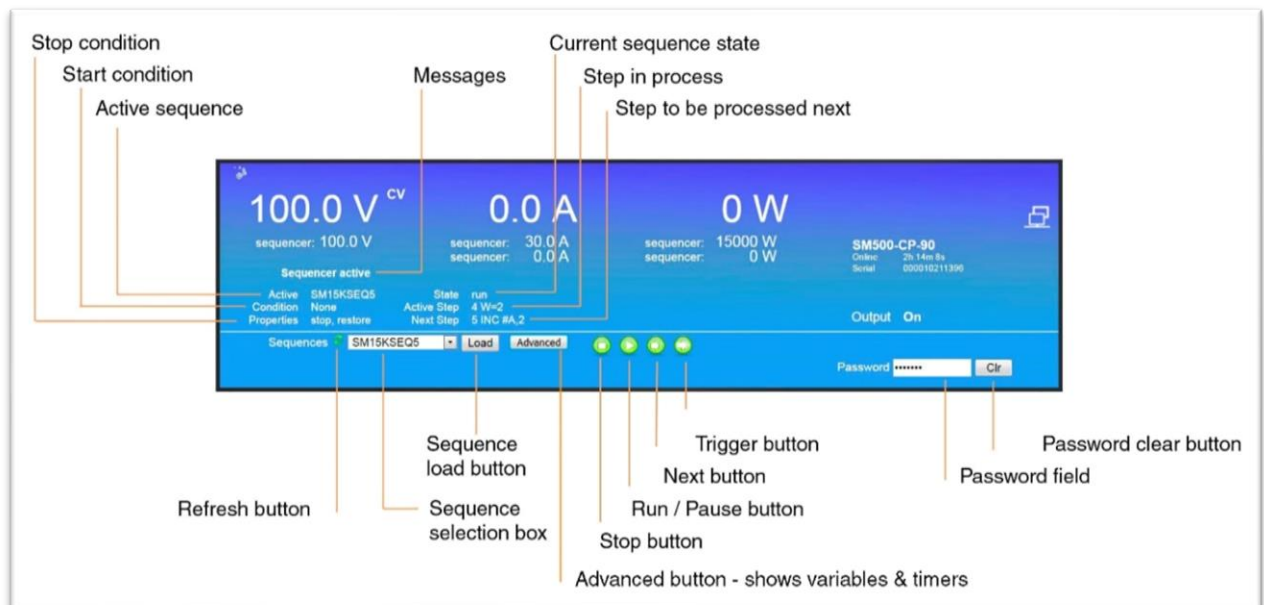 Stop condition
Current sequence state
Start condition
Messages
Step in process
Active sequence
Step to be processed next
100.0 V CV
0.0 A
0 W
sequencer: 100.0 V
sequencer: 30.0 A
sequencer: 15000 W
SM500-CP-90
sequencer: 0.0 A
sequencer: 0 W
Online 2h 14m 8s
Serial 000010211396
Sequencer active
Active SM15KSEQ5
State run
Condition None
Active Step 4 W=2
Properties stop, restore
Next Step 5 INC #A,2
Output On
Sequences SM15KSEQ5 Load Advanced
Password ••••••• Clr
Sequence
load button
Trigger button
Password clear button
Next button
Password field
Refresh button
Sequence
selection box
Run / Pause button
Stop button
Advanced button - shows variables & timers